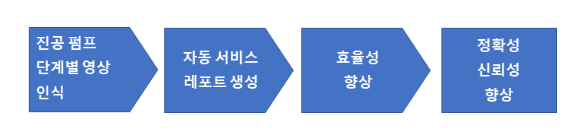 진공 펌프
단계별 영상
인식
자동 서비스
레포트 생성
효율성
향상
정확성
신뢰성
향상